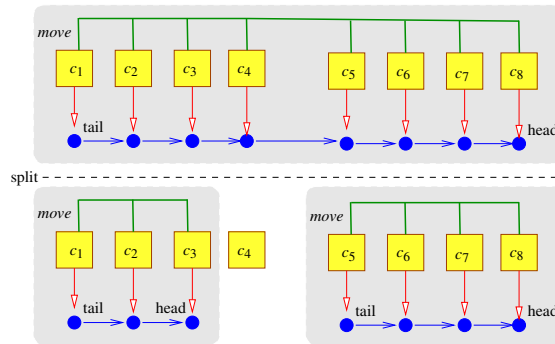 move
c1 c2 c3 c4 c5 c6 c7 c8
tail head
split
move move
c1 c2 c3 c4 c5 c6 c7 c8
tail head tail head